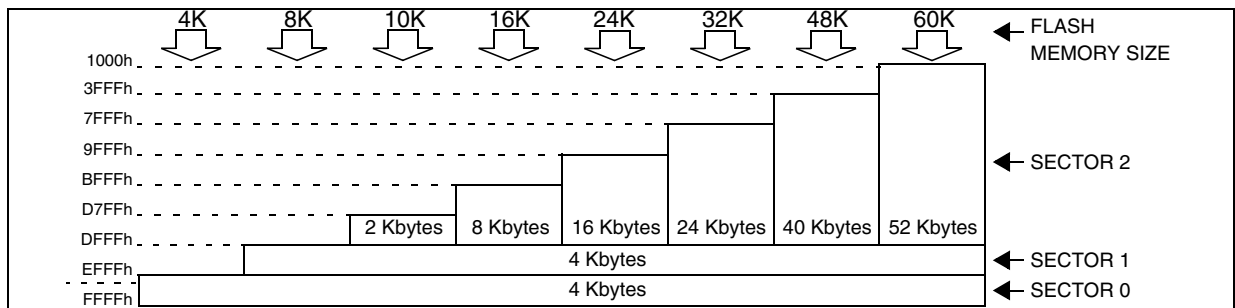 4K 8K 10K 16K 24K 32K 48K 60K
FLASH
MEMORY SIZE
1000h
3FFFh
7FFFh
9FFFh
SECTOR 2
BFFFh
D7FFh
2 Kbytes 8 Kbytes 16 Kbytes 24 Kbytes 40 Kbytes 52 Kbytes
DFFFh
4 Kbytes
SECTOR 1
EFFFh
4 Kbytes
SECTOR 0
FFFFh